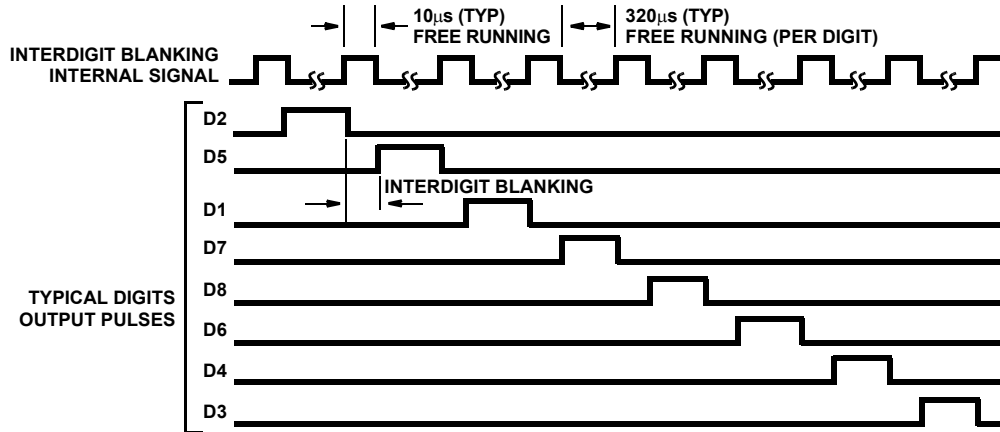 10µs (TYP)
FREE RUNNING
320µs (TYP)
FREE RUNNING (PER DIGIT)
INTERDIGIT BLANKING
INTERNAL SIGNAL
D2
D5
INTERDIGIT BLANKING
D1
D7
TYPICAL DIGITS
OUTPUT PULSES
D8
D6
D4
D3